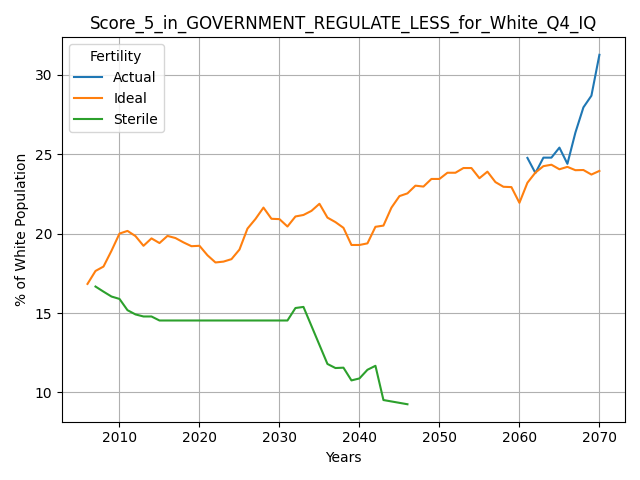 Score_5_in_GOVERNMENT_REGULATE_LESS_for_White_Q4_IQ
Fertility
Actual
Ideal
Sterile
% of White Population
30
25
20
15
10
2010 2020 2030 2040 2050 2060 2070
Years